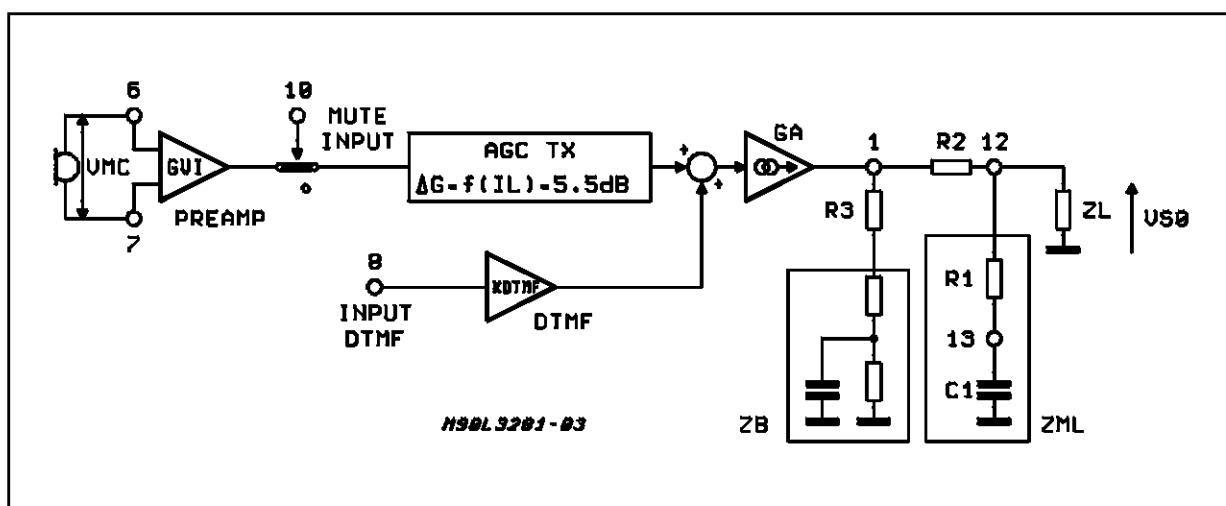 6
10
MUTE
INPUT
VMC
GVI
PREAMP
7
AGC TX
ΔG=f(IL)=5.5dB
+
+
GA
1
R2
12
R3
ZL
VS0
8
INPUT
DTMF
KDTMF
DTMF
R1
13
C1
ZB
ZML
M90L3201-03